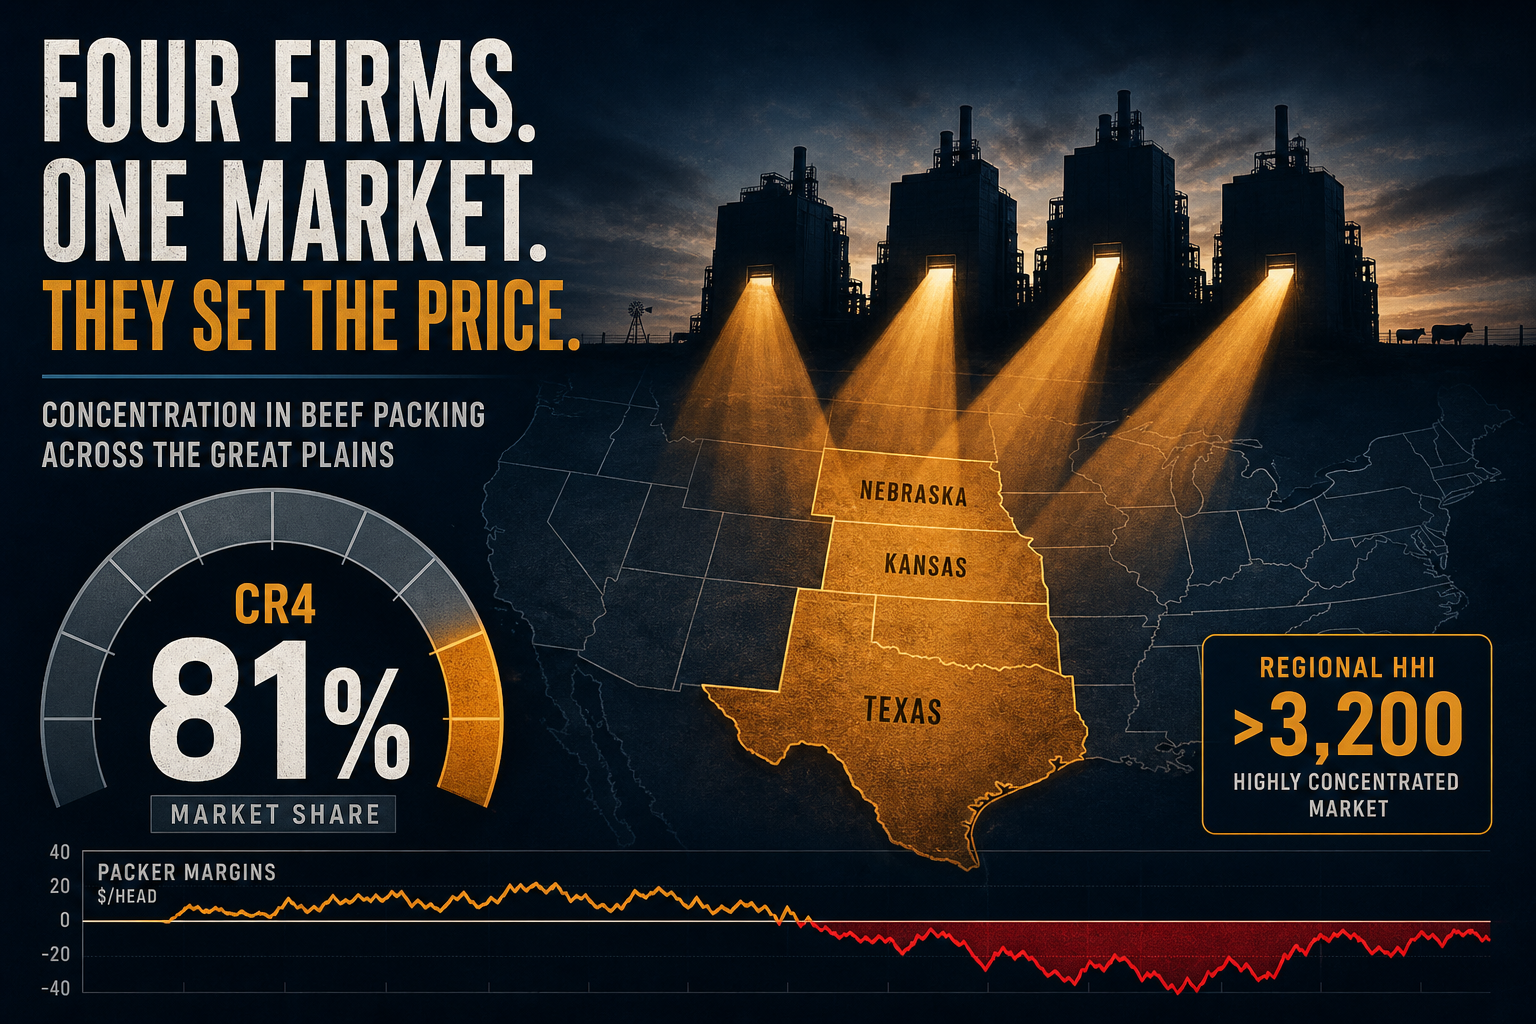 FOUR FIRMS.
ONE MARKET.
THEY SET THE PRICE.
CONCENTRATION IN BEEF PACKING
ACROSS THE GREAT PLAINS
CR4
81%
MARKET SHARE
NEBRASKA
KANSAS
TEXAS
REGIONAL HHI
>3,200
HIGHLY CONCENTRATED
MARKET
PACKER MARGINS
$/HEAD
40
20
0
-20
-40